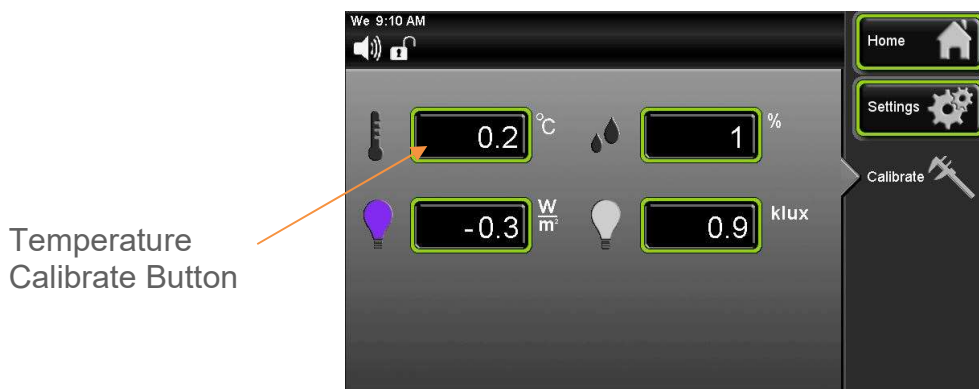 We 9:10 AM
Home
Settings
Calibrate
0.2 °C
1 %
-0.3 W/m²
0.9 klux
Temperature
Calibrate Button